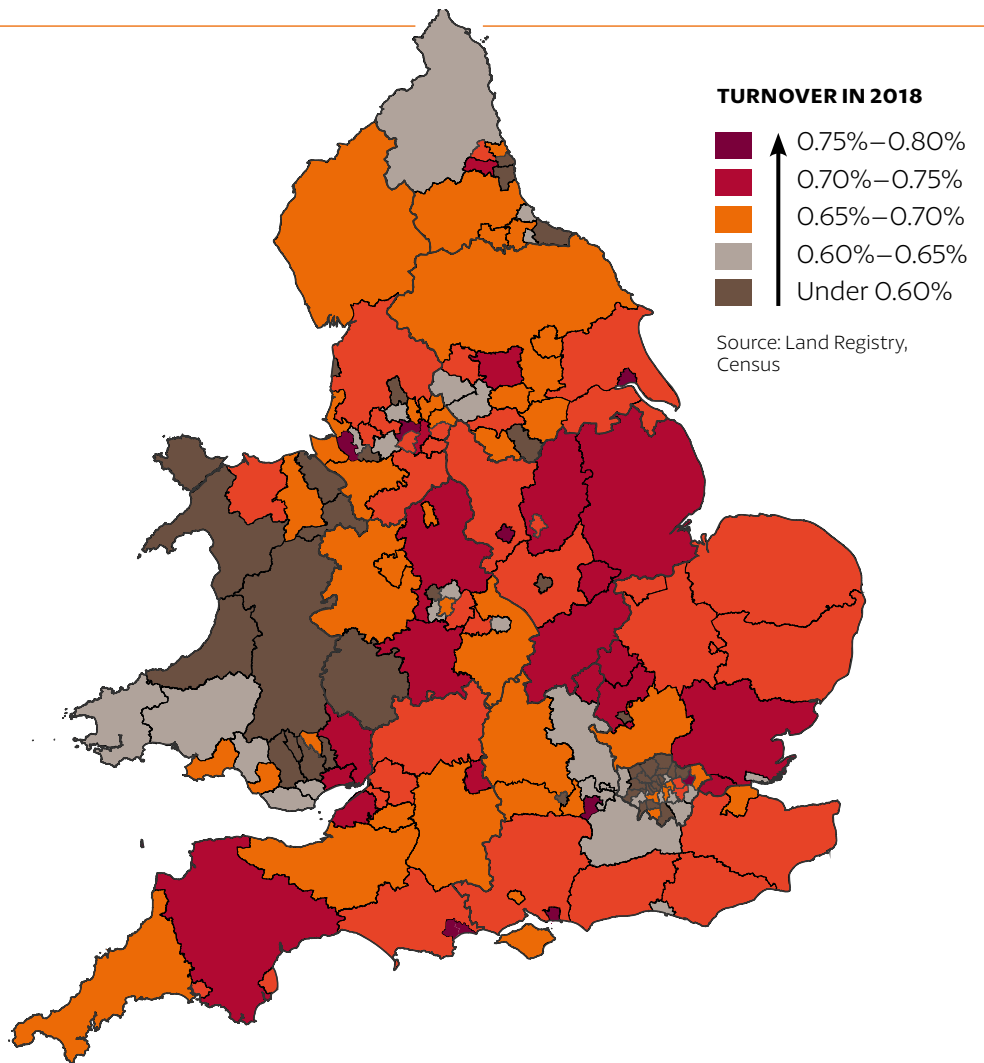 TURNOVER IN 2018
0.75%–0.80%
0.70%–0.75%
0.65%–0.70%
0.60%–0.65%
Under 0.60%
Source: Land Registry,
Census